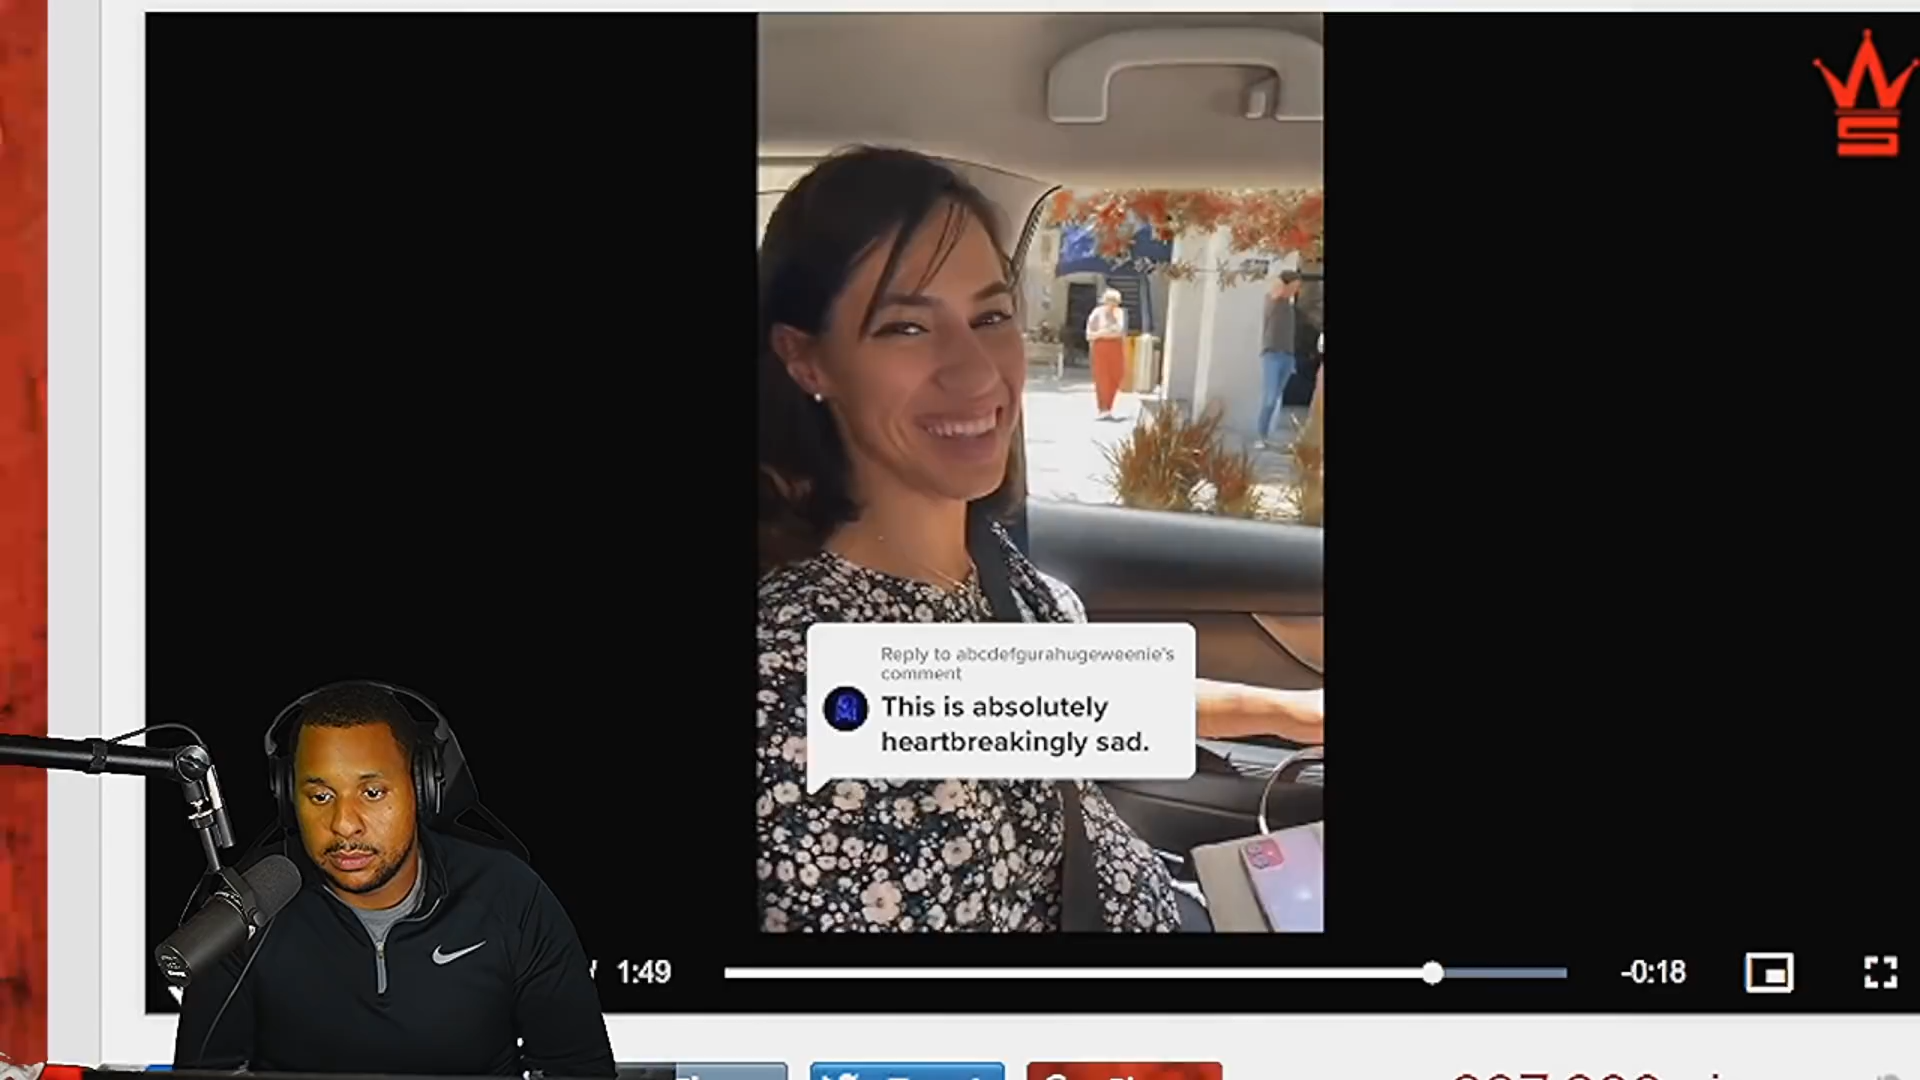 Reply to abcdefgurahugeweenie's
comment
This is absolutely
heartbreakingly sad.
1:49
-0:18